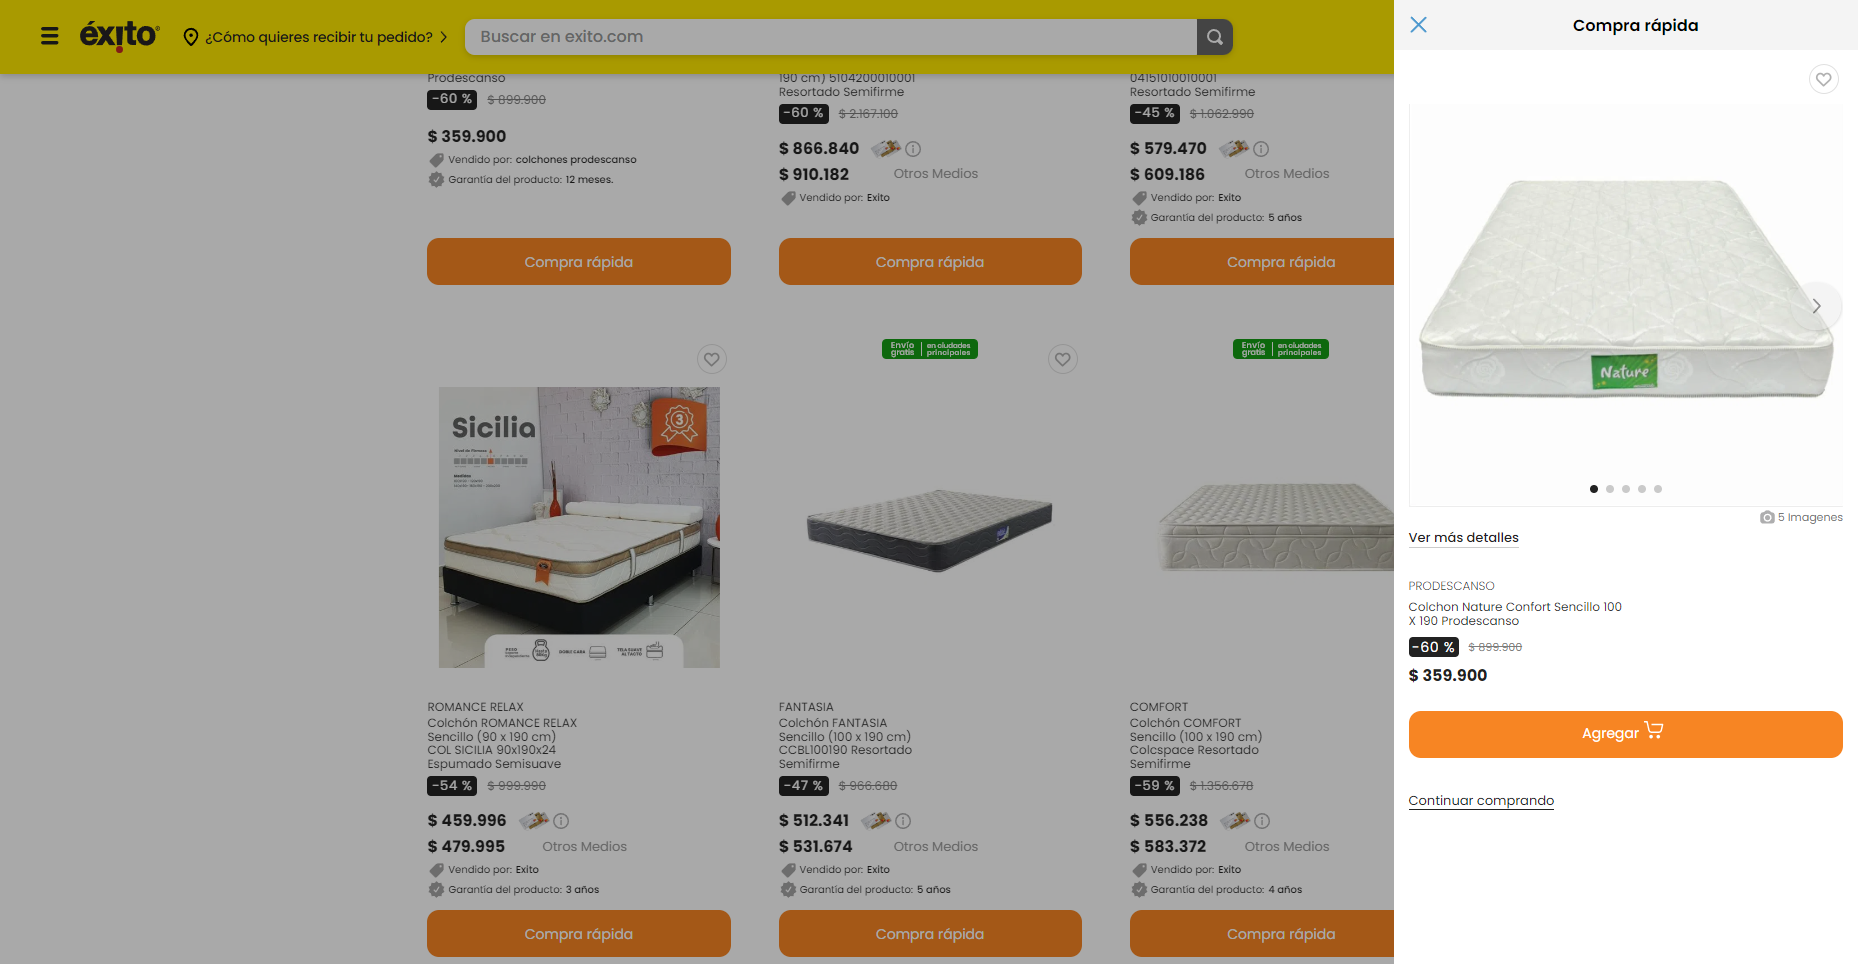 éxito
¿Cómo quieres recibir tu pedido?
Buscar en exito.com
Prodescanso
-60 % $ 899.900
$ 359.900
Vendido por: colchones prodescanso
Garantía del producto: 12 meses.
Compra rápida
190 cm) 5104200010001
Resortado Semifirme
-60 % $ 2.167.100
$ 866.840
$ 910.182 Otros Medios
Vendido por: Exito
Compra rápida
04151010010001
Resortado Semifirme
-45 % $ 1.062.990
$ 579.470
$ 609.186 Otros Medios
Vendido por: Exito
Garantía del producto: 5 años
Compra rápida
Sicilia
3
DOBLE CARA
TELA SUAVE
AL TACTO
ROMANCE RELAX
Colchón ROMANCE RELAX
Sencillo (90 x 190 cm)
COL SICILIA 90x190x24
Espumado Semisuave
-54 % $ 999.990
$ 459.996
$ 479.995 Otros Medios
Vendido por: Exito
Garantía del producto: 3 años
Compra rápida
Envío gratis | en ciudades principales
FANTASIA
Colchón FANTASIA
Sencillo (100 x 190 cm)
CCBL100190 Resortado
Semifirme
-47 % $ 966.680
$ 512.341
$ 531.674 Otros Medios
Vendido por: Exito
Garantía del producto: 5 años
Compra rápida
Envío gratis | en ciudades principales
COMFORT
Colchón COMFORT
Sencillo (100 x 190 cm)
Colcspace Resortado
Semifirme
-59 % $ 1.356.678
$ 556.238
$ 583.372 Otros Medios
Vendido por: Exito
Garantía del producto: 4 años
Compra rápida
Compra rápida
Nature
5 Imagenes
Ver más detalles
PRODESCANSO
Colchon Nature Confort Sencillo 100
X 190 Prodescanso
-60 % $ 899.900
$ 359.900
Agregar
Continuar comprando